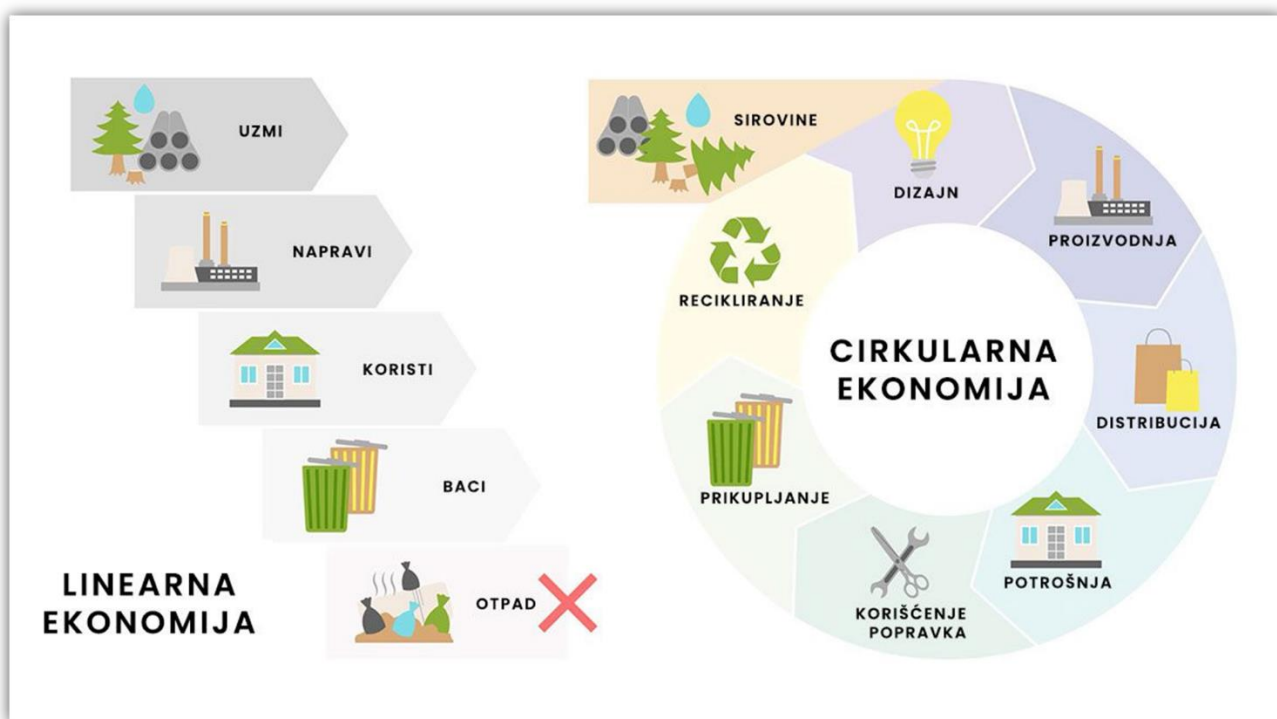 UZMI
NAPRAVI
KORISTI
BACI
OTPAD
LINEARNA
EKONOMIJA
SIROVINE
DIZAJN
PROIZVODNJA
DISTRIBUCIJA
POTROŠNJA
KORIŠĆENJE
POPRAVKA
PRIKUPLJANJE
RECIKLIRANJE
CIRKULARNA
EKONOMIJA